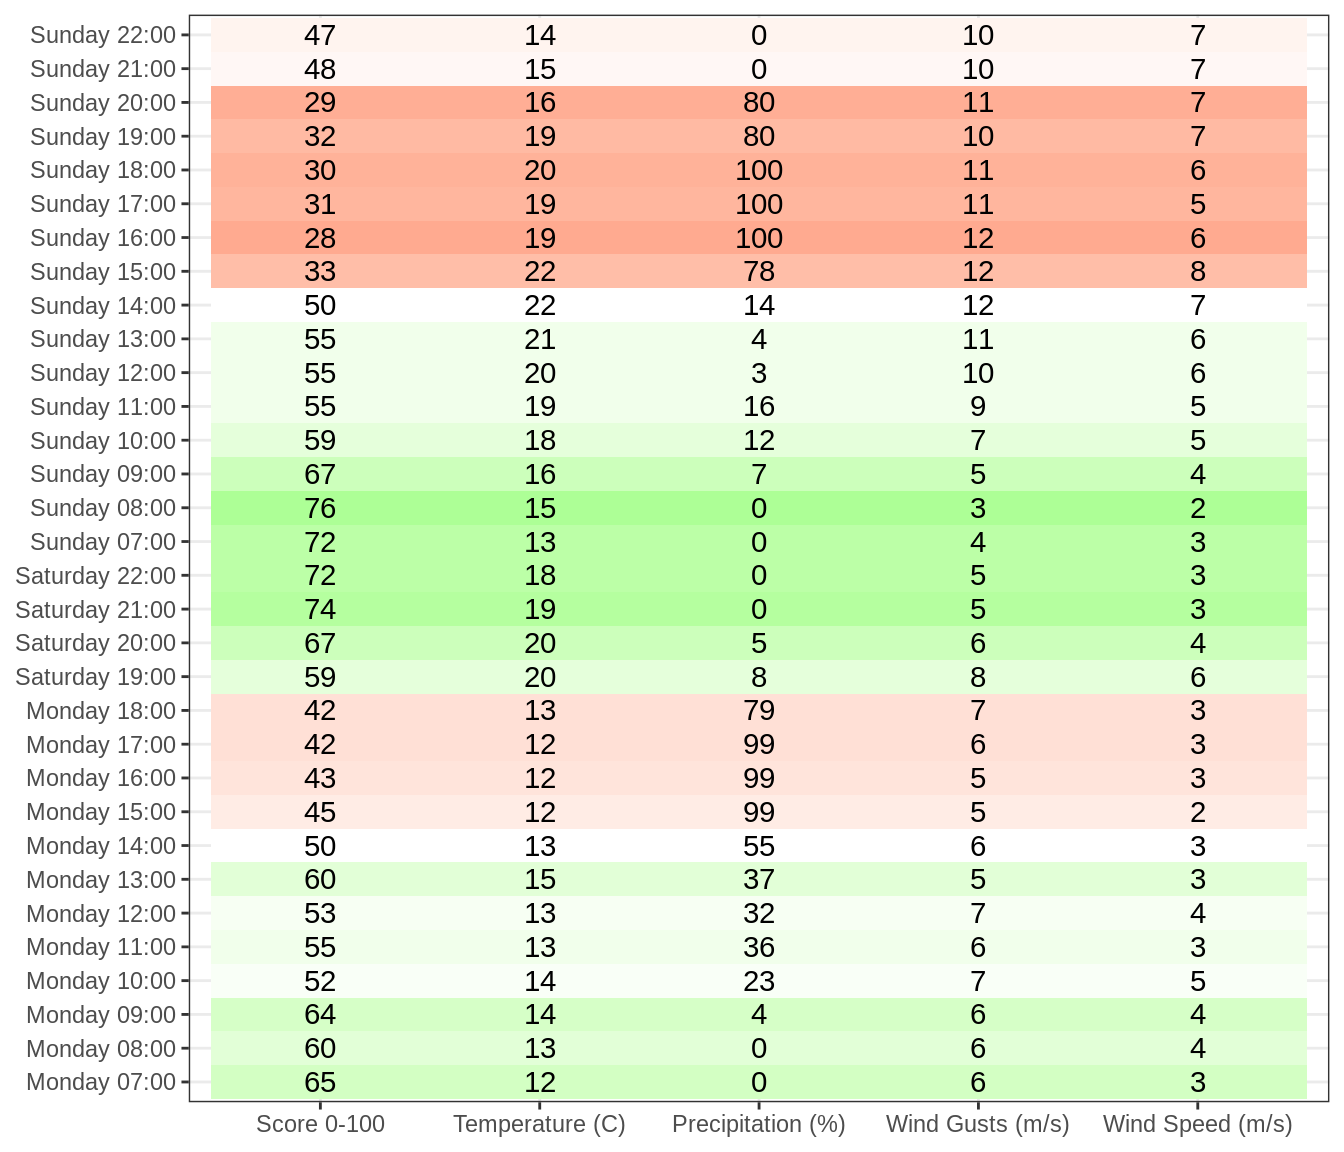 Sunday 22:00 47 14 0 10 7
Sunday 21:00 48 15 0 10 7
Sunday 20:00 29 16 80 11 7
Sunday 19:00 32 19 80 10 7
Sunday 18:00 30 20 100 11 6
Sunday 17:00 31 19 100 11 5
Sunday 16:00 28 19 100 12 6
Sunday 15:00 33 22 78 12 8
Sunday 14:00 50 22 14 12 7
Sunday 13:00 55 21 4 11 6
Sunday 12:00 55 20 3 10 6
Sunday 11:00 55 19 16 9 5
Sunday 10:00 59 18 12 7 5
Sunday 09:00 67 16 7 5 4
Sunday 08:00 76 15 0 3 2
Sunday 07:00 72 13 0 4 3
Saturday 22:00 72 18 0 5 3
Saturday 21:00 74 19 0 5 3
Saturday 20:00 67 20 5 6 4
Saturday 19:00 59 20 8 8 6
Monday 18:00 42 13 79 7 3
Monday 17:00 42 12 99 6 3
Monday 16:00 43 12 99 5 3
Monday 15:00 45 12 99 5 2
Monday 14:00 50 13 55 6 3
Monday 13:00 60 15 37 5 3
Monday 12:00 53 13 32 7 4
Monday 11:00 55 13 36 6 3
Monday 10:00 52 14 23 7 5
Monday 09:00 64 14 4 6 4
Monday 08:00 60 13 0 6 4
Monday 07:00 65 12 0 6 3
Score 0-100 Temperature (C) Precipitation (%) Wind Gusts (m/s) Wind Speed (m/s)